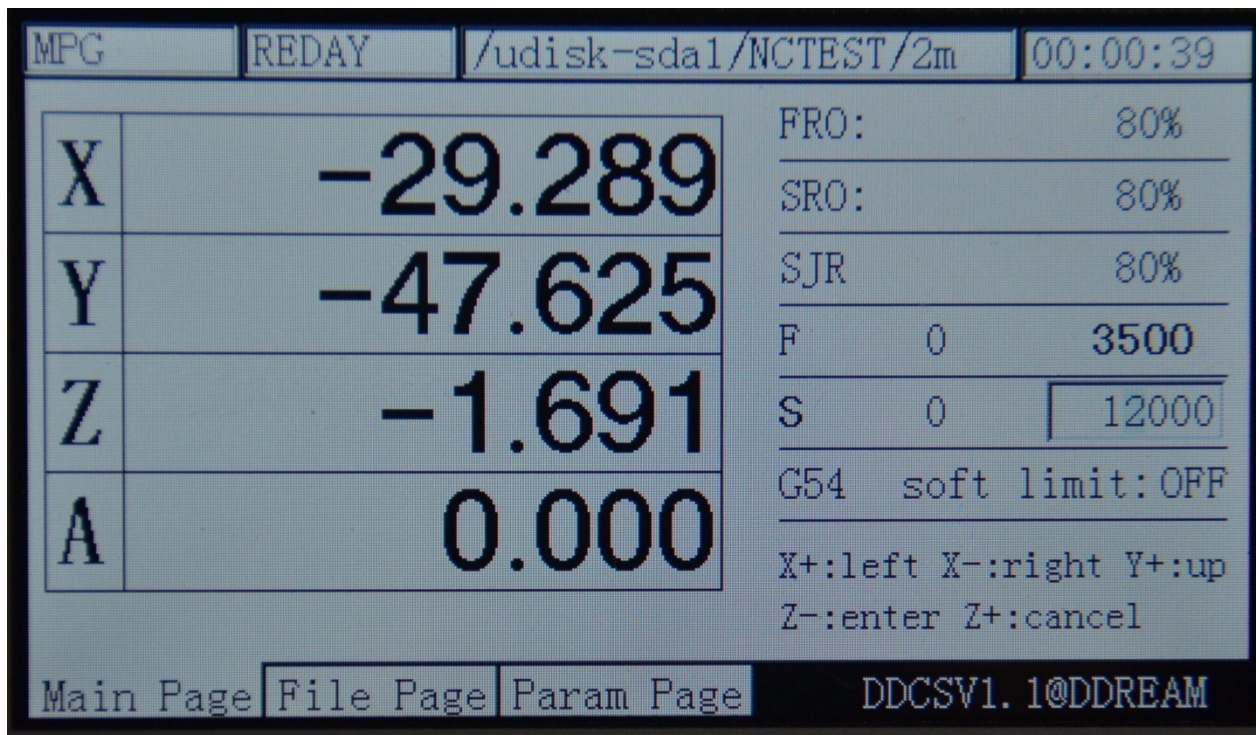 MPG REDAY /udisk-sda1/NCTEST/2m 00:00:39
X -29.289
Y -47.625
Z -1.691
A 0.000
FRO: 80%
SRO: 80%
SJR 80%
F 0 3500
S 0 12000
G54 soft limit:OFF
X+:left X-:right Y+:up
Z-:enter Z+:cancel
Main Page File Page Param Page DDCSV1.1@DDREAM